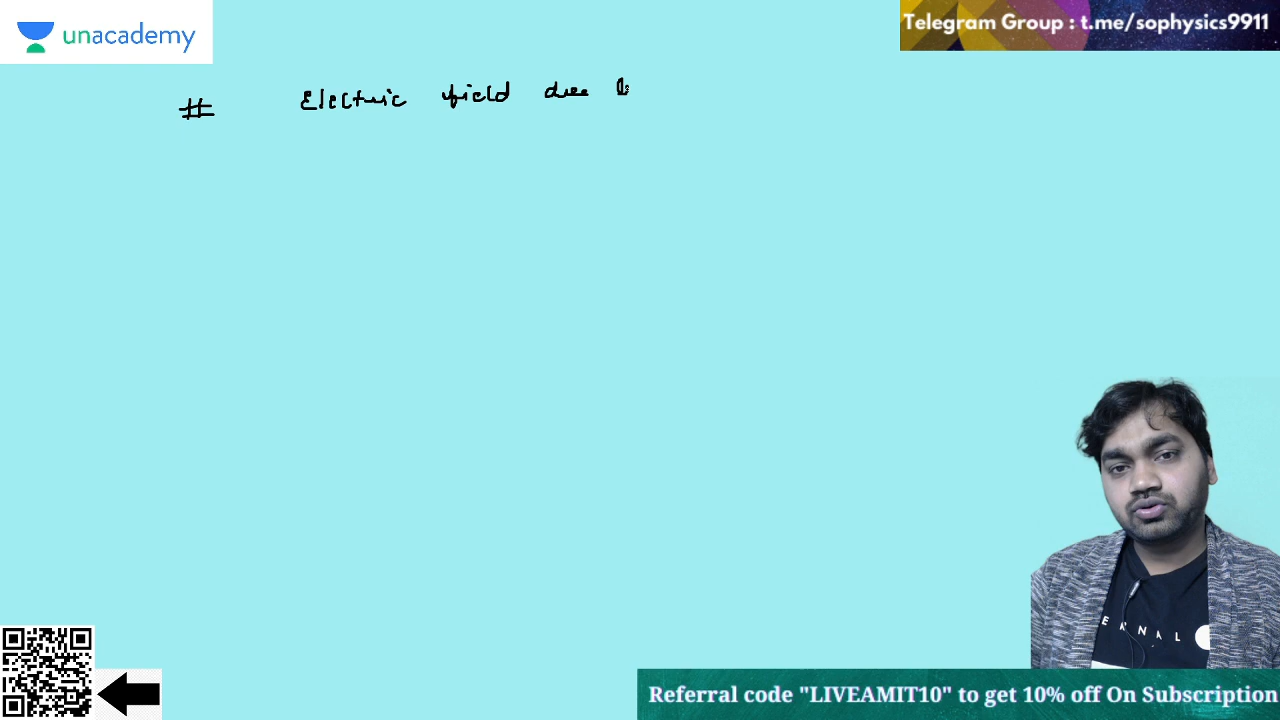 unacademy
Telegram Group : t.me/sophysics9911
# Electric field due
E R N A L
Referral code "LIVEAMIT10" to get 10% off On Subscription